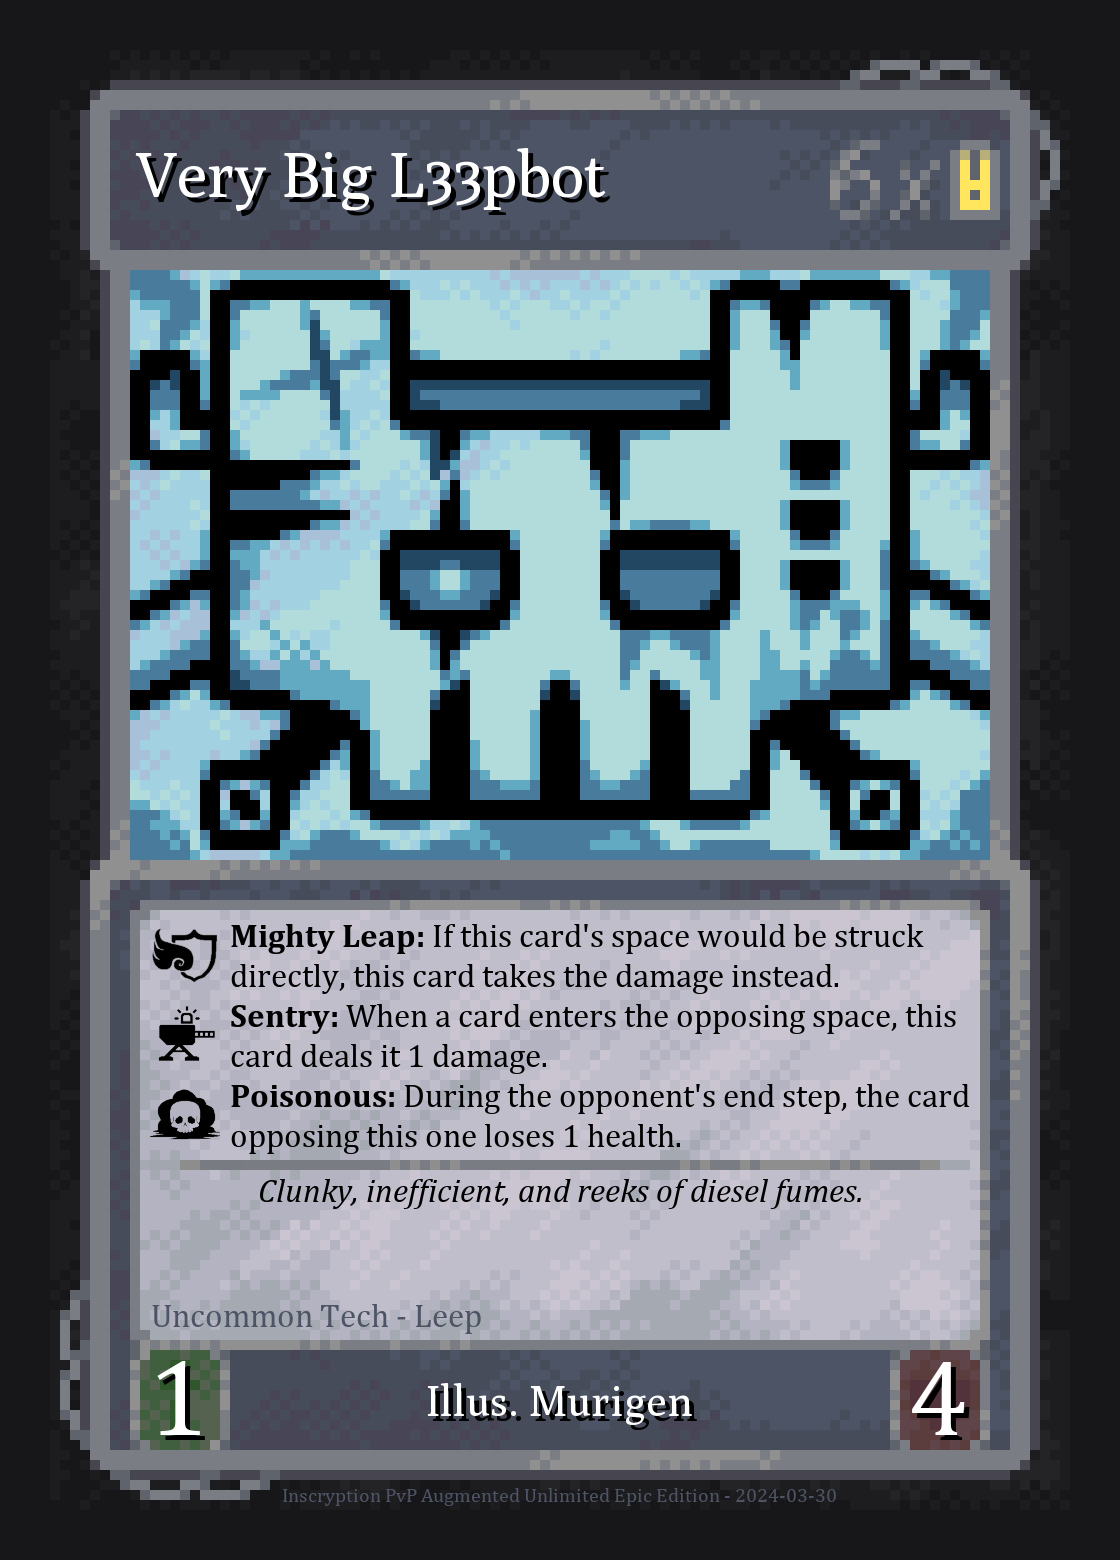 Very Big L33pbot
6x
Mighty Leap: If this card's space would be struck
directly, this card takes the damage instead.
Sentry: When a card enters the opposing space, this
card deals it 1 damage.
Poisonous: During the opponent's end step, the card
opposing this one loses 1 health.
Clunky, inefficient, and reeks of diesel fumes.
Uncommon Tech - Leep
1
Illus. Murigen
4
Inscryption PvP Augmented Unlimited Epic Edition - 2024-03-30